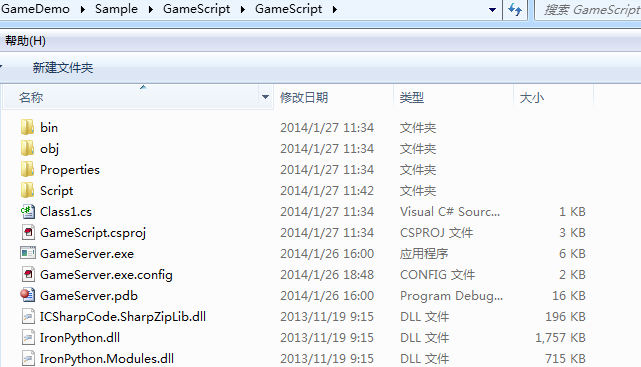 GameDemo Sample GameScript GameScript 搜索 GameScript
帮助(H)
新建文件夹
名称 修改日期 类型 大小
bin 2014/1/27 11:34 文件夹
obj 2014/1/27 11:34 文件夹
Properties 2014/1/27 11:34 文件夹
Script 2014/1/27 11:42 文件夹
Class1.cs 2014/1/27 11:34 Visual C# Sourc... 1 KB
GameScript.csproj 2014/1/27 11:34 CSPROJ 文件 3 KB
GameServer.exe 2014/1/26 16:00 应用程序 6 KB
GameServer.exe.config 2014/1/26 18:48 CONFIG 文件 2 KB
GameServer.pdb 2014/1/26 16:00 Program Debug... 16 KB
ICSharpCode.SharpZipLib.dll 2013/11/19 9:15 DLL 文件 196 KB
IronPython.dll 2013/11/19 9:15 DLL 文件 1,757 KB
IronPython.Modules.dll 2013/11/19 9:15 DLL 文件 715 KB